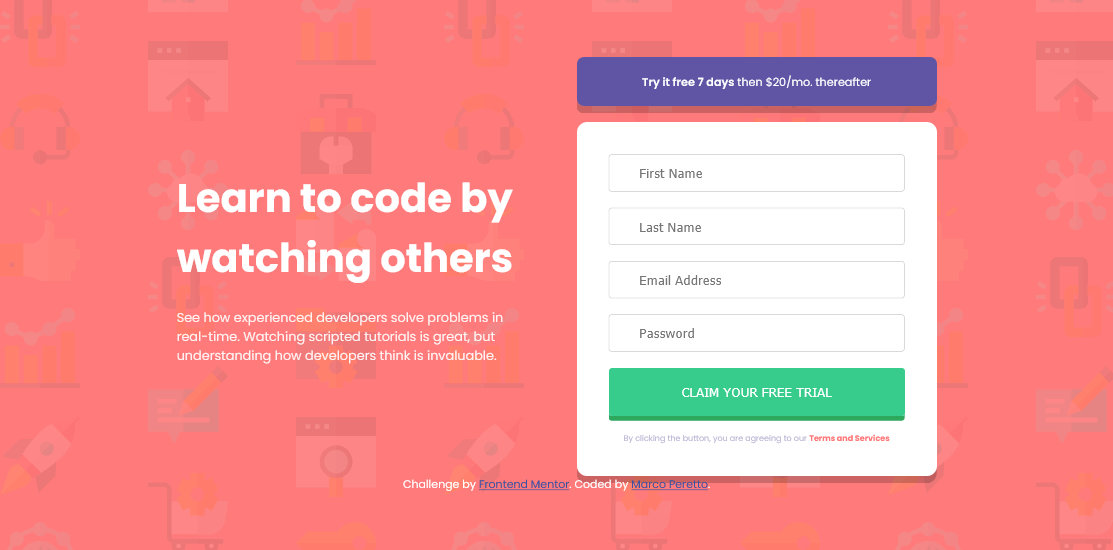 Learn to code by
watching others
See how experienced developers solve problems in
real-time. Watching scripted tutorials is great, but
understanding how developers think is invaluable.
Try it free 7 days then $20/mo. thereafter
First Name
Last Name
Email Address
Password
CLAIM YOUR FREE TRIAL
By clicking the button, you are agreeing to our Terms and Services
Challenge by Frontend Mentor. Coded by Marco Peretto.